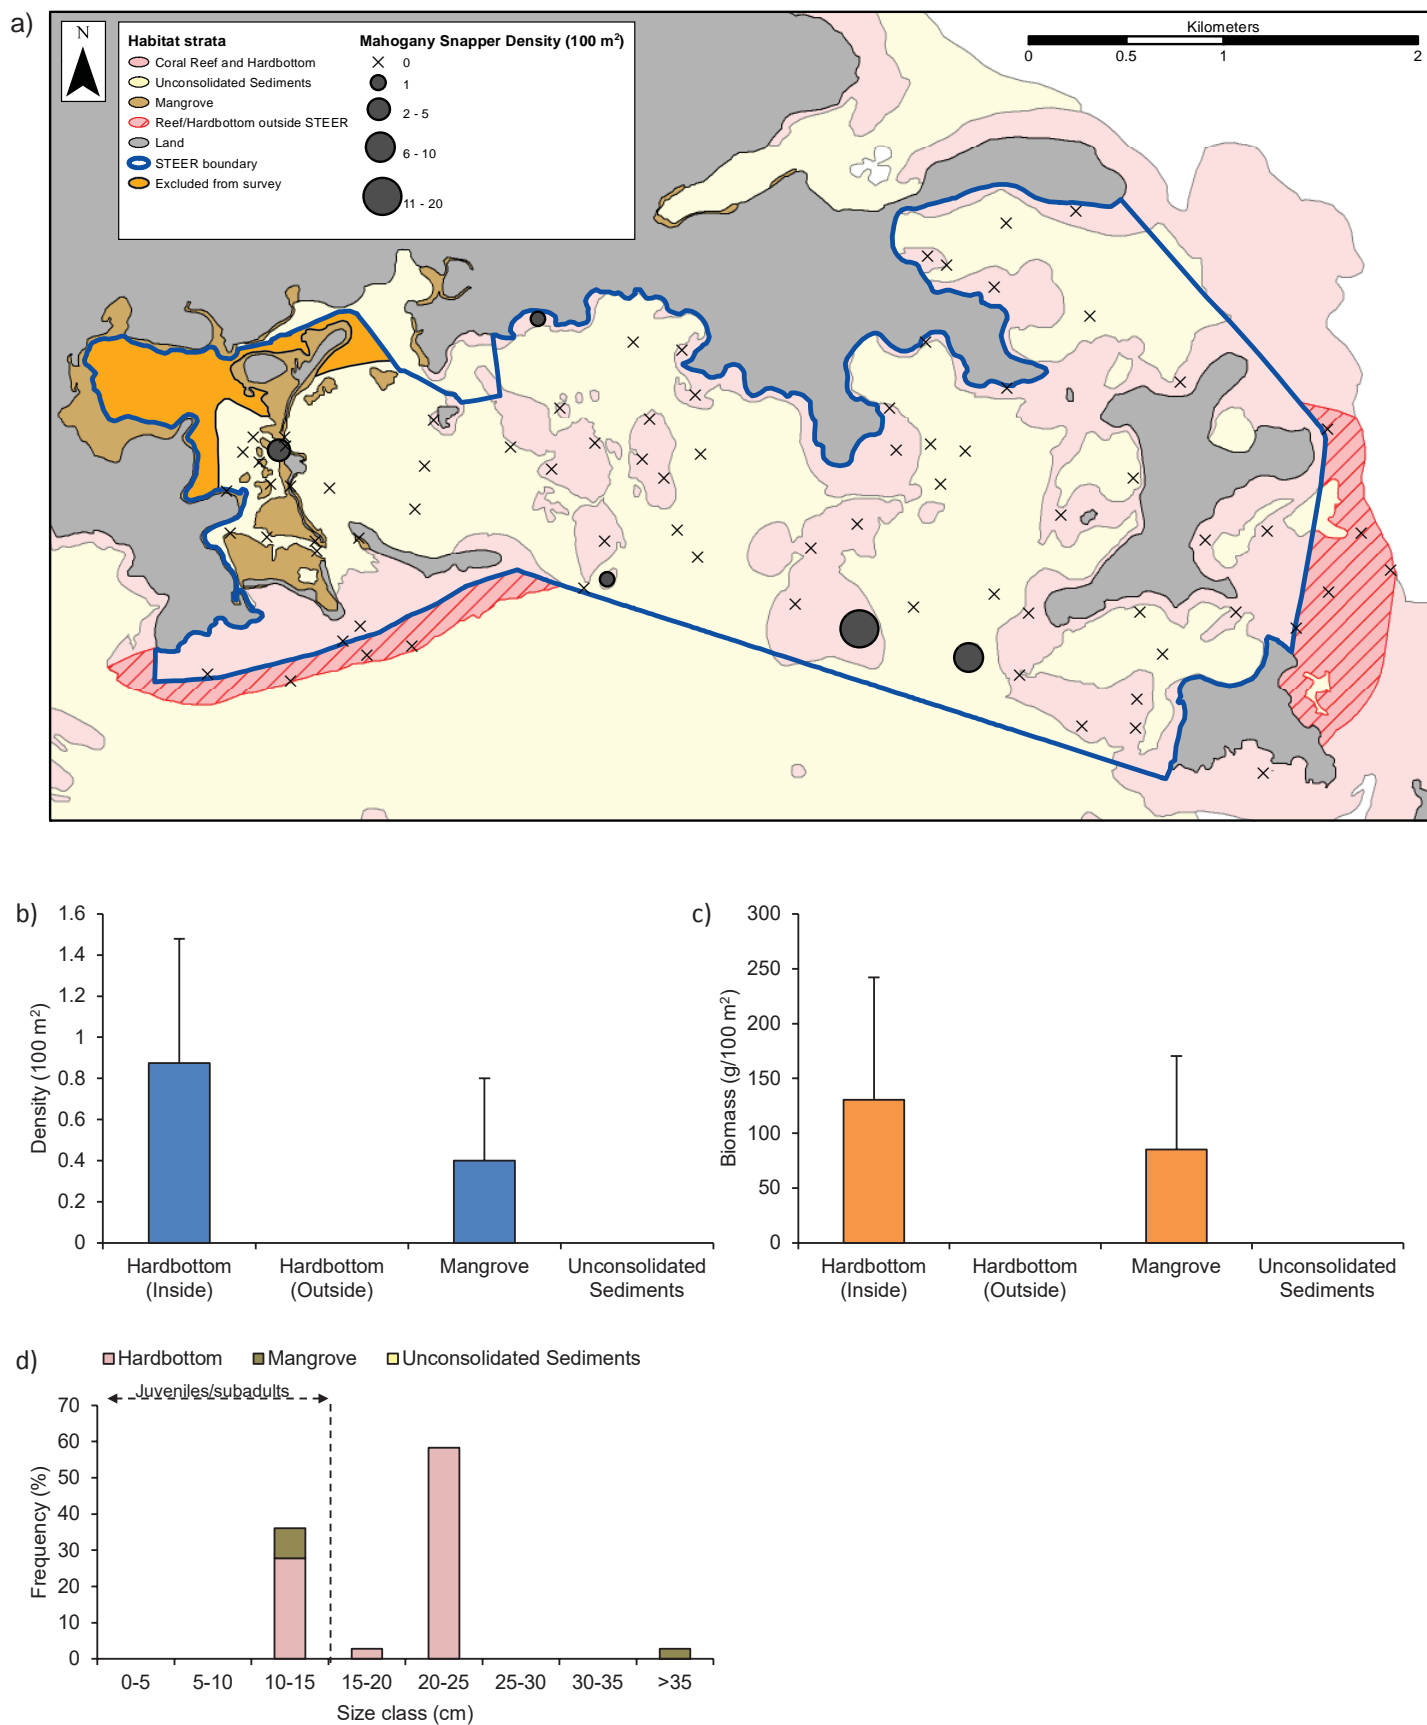 a)
N
Habitat strata
Coral Reef and Hardbottom
Unconsolidated Sediments
Mangrove
Reef/Hardbottom outside STEER
Land
STEER boundary
Excluded from survey
Mahogany Snapper Density (100 m²)
0
1
2 - 5
6 - 10
11 - 20
Kilometers
0 0.5 1 2
b)
Density (100 m²)
1.6
1.4
1.2
1
0.8
0.6
0.4
0.2
0
Hardbottom (Inside)
Hardbottom (Outside)
Mangrove
Unconsolidated Sediments
c)
Biomass (g/100 m²)
300
250
200
150
100
50
0
Hardbottom (Inside)
Hardbottom (Outside)
Mangrove
Unconsolidated Sediments
d)
Hardbottom Mangrove Unconsolidated Sediments
Juveniles/subadults
Frequency (%)
70
60
50
40
30
20
10
0
0-5 5-10 10-15 15-20 20-25 25-30 30-35 >35
Size class (cm)